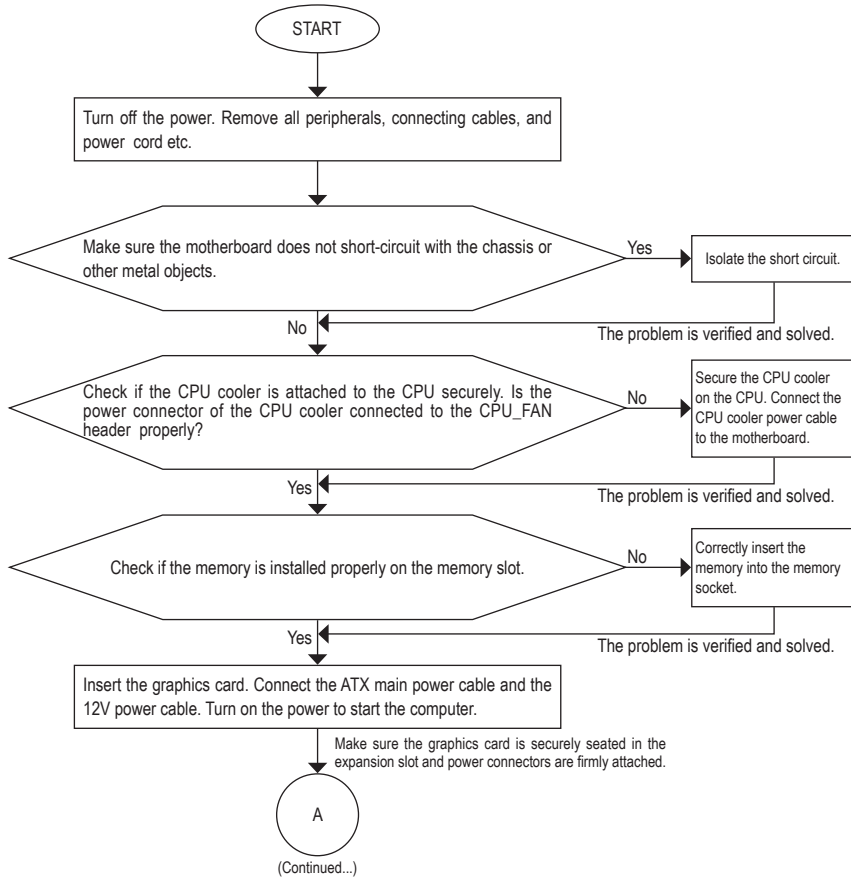 START
Turn off the power. Remove all peripherals, connecting cables, and
power cord etc.
Make sure the motherboard does not short-circuit with the chassis or
other metal objects.
Yes
Isolate the short circuit.
No
The problem is verified and solved.
Check if the CPU cooler is attached to the CPU securely. Is the
power connector of the CPU cooler connected to the CPU_FAN
header properly?
No
Secure the CPU cooler
on the CPU. Connect the
CPU cooler power cable
to the motherboard.
Yes
The problem is verified and solved.
Check if the memory is installed properly on the memory slot.
No
Correctly insert the
memory into the memory
socket.
Yes
The problem is verified and solved.
Insert the graphics card. Connect the ATX main power cable and the
12V power cable. Turn on the power to start the computer.
Make sure the graphics card is securely seated in the
expansion slot and power connectors are firmly attached.
A
(Continued...)